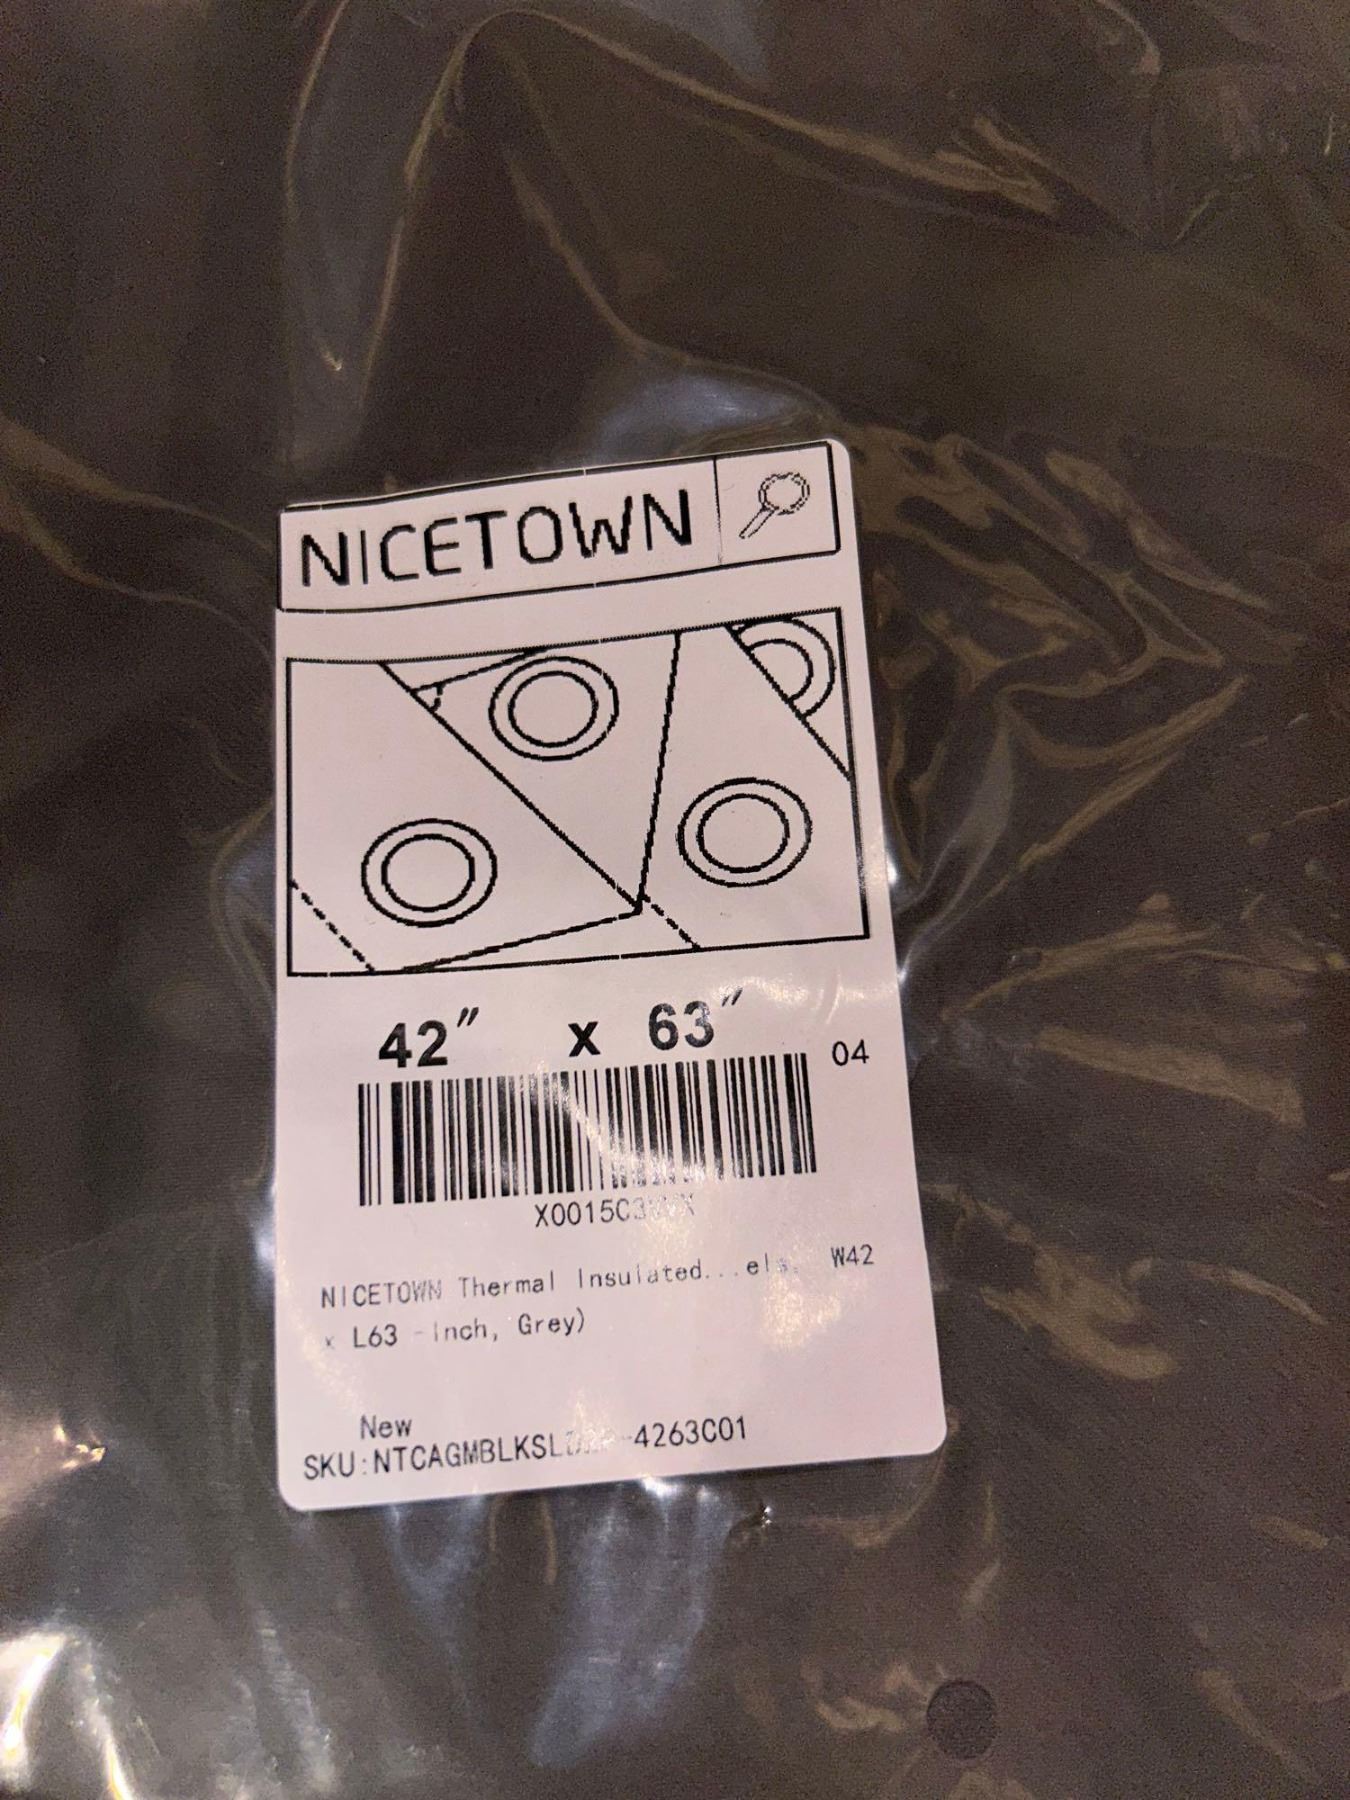 NICETOWN
42" x 63"
04
NICETOWN Thermal Insulated...els, W42
x L63 -Inch, Grey)
New